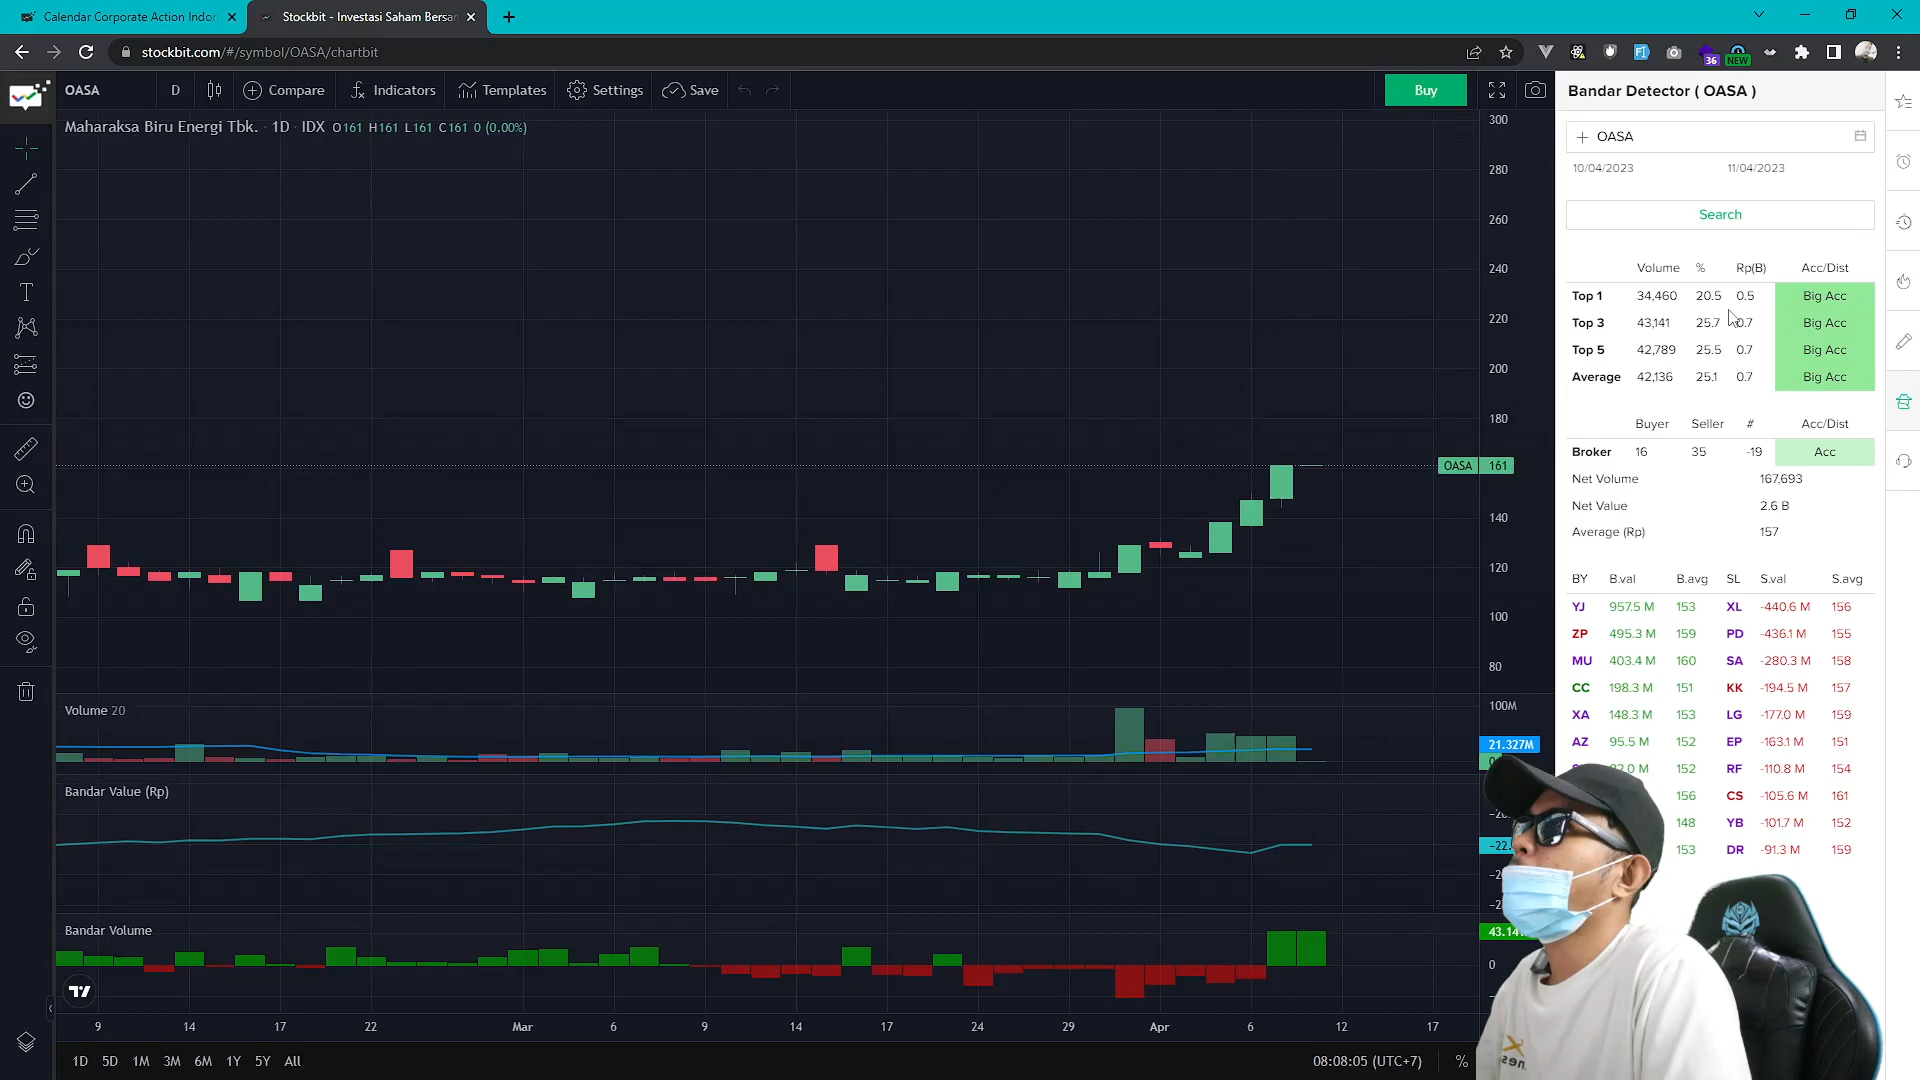 Calendar Corporate Action Indon
Stockbit - Investasi Saham Bersam
stockbit.com/#/symbol/OASA/chartbit
36
NEW
OASA
D
Compare
Indicators
Templates
Settings
Save
Buy
Maharaksa Biru Energi Tbk. · 1D · IDX O161 H161 L161 C161 0 (0.00%)
300
280
260
240
220
200
180
OASA 161
140
120
100
80
Volume 20
100M
21.327M
Bandar Value (Rp)
Bandar Volume
0
9 14 17 22 Mar 6 9 14 17 24 29 Apr 6 12 17
1D 5D 1M 3M 6M 1Y 5Y All
08:08:05 (UTC+7)
%
Bandar Detector ( OASA )
OASA
10/04/2023 11/04/2023
Search
Volume % Rp(B) Acc/Dist
Top 1 34,460 20.5 0.5 Big Acc
Top 3 43,141 25.7 0.7 Big Acc
Top 5 42,789 25.5 0.7 Big Acc
Average 42,136 25.1 0.7 Big Acc
Buyer Seller # Acc/Dist
Broker 16 35 -19 Acc
Net Volume 167,693
Net Value 2.6 B
Average (Rp) 157
BY B.val B.avg SL S.val S.avg
YJ 957.5 M 153 XL -440.6 M 156
ZP 495.3 M 159 PD -436.1 M 155
MU 403.4 M 160 SA -280.3 M 158
CC 198.3 M 151 KK -194.5 M 157
XA 148.3 M 153 LG -177.0 M 159
AZ 95.5 M 152 EP -163.1 M 151
152 RF -110.8 M 154
156 CS -105.6 M 161
148 YB -101.7 M 152
153 DR -91.3 M 159